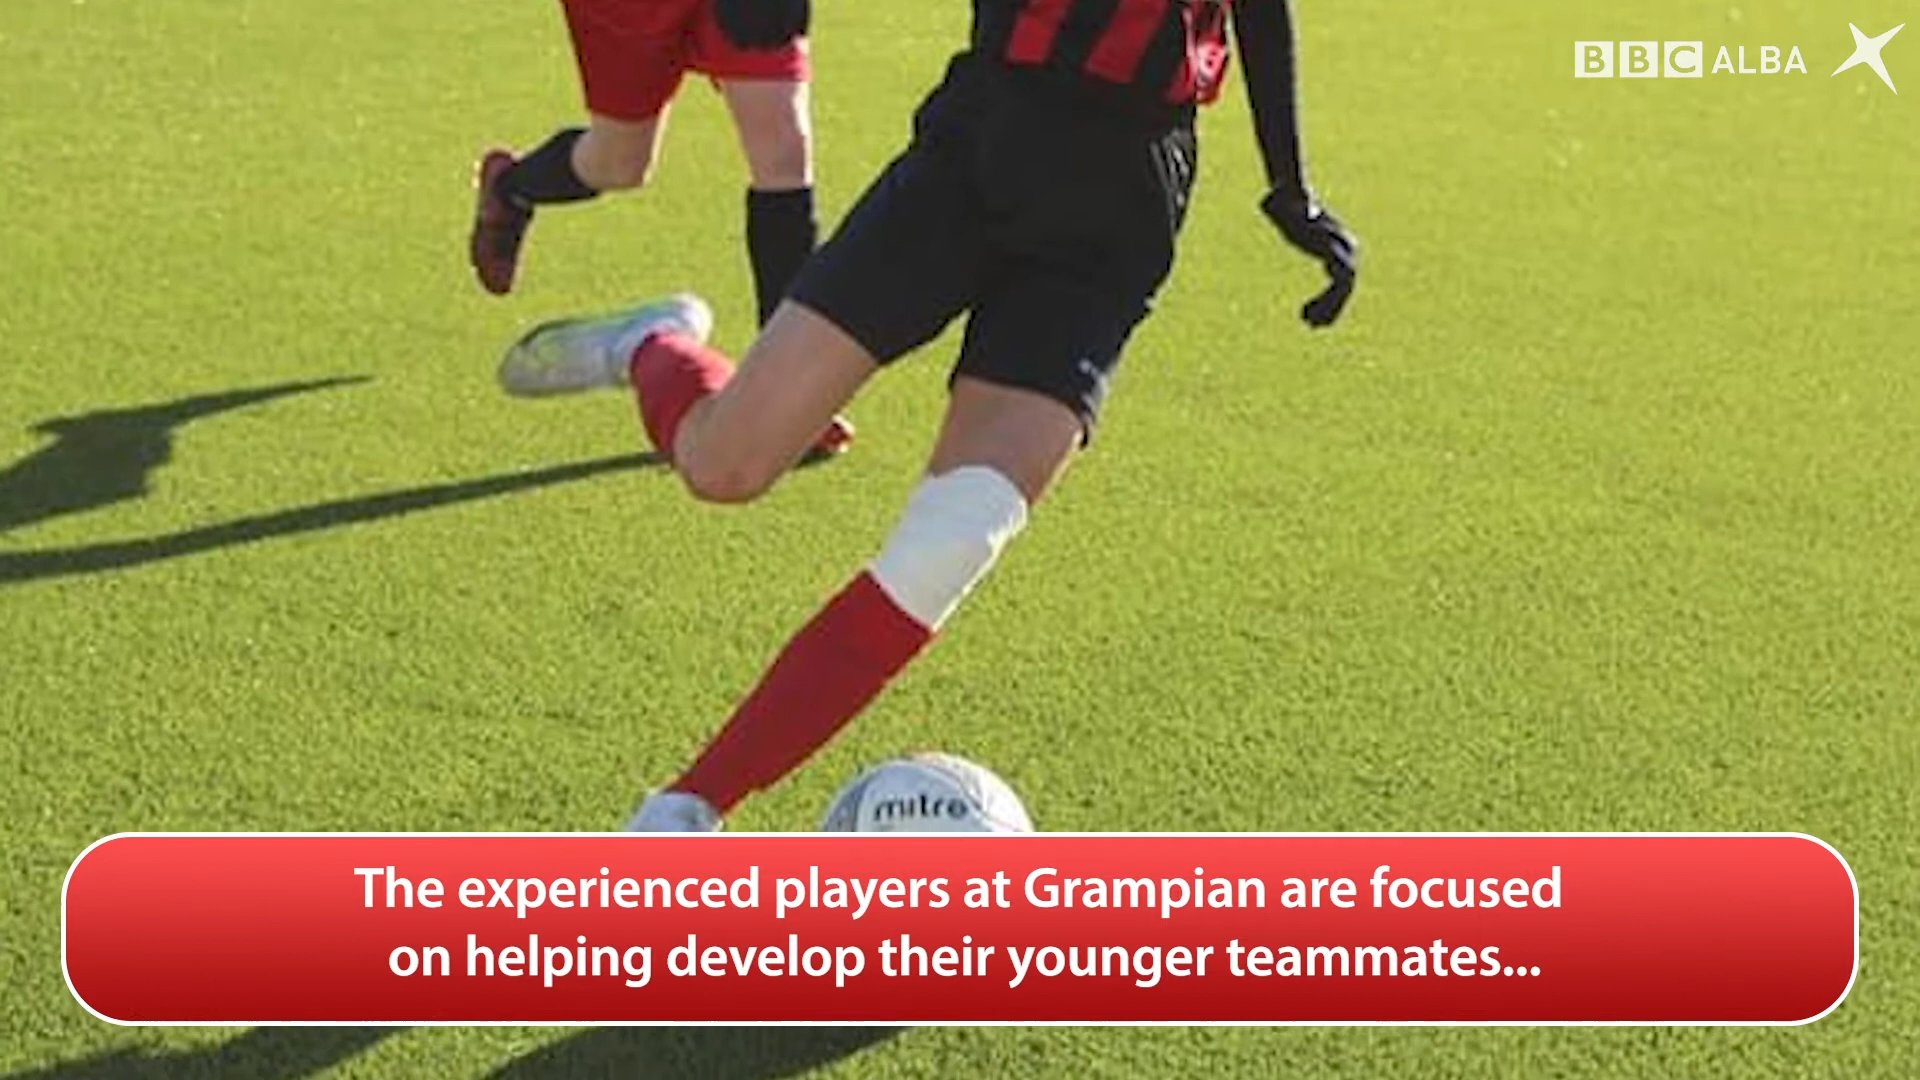 BBC ALBA
mitre
The experienced players at Grampian are focused
on helping develop their younger teammates...